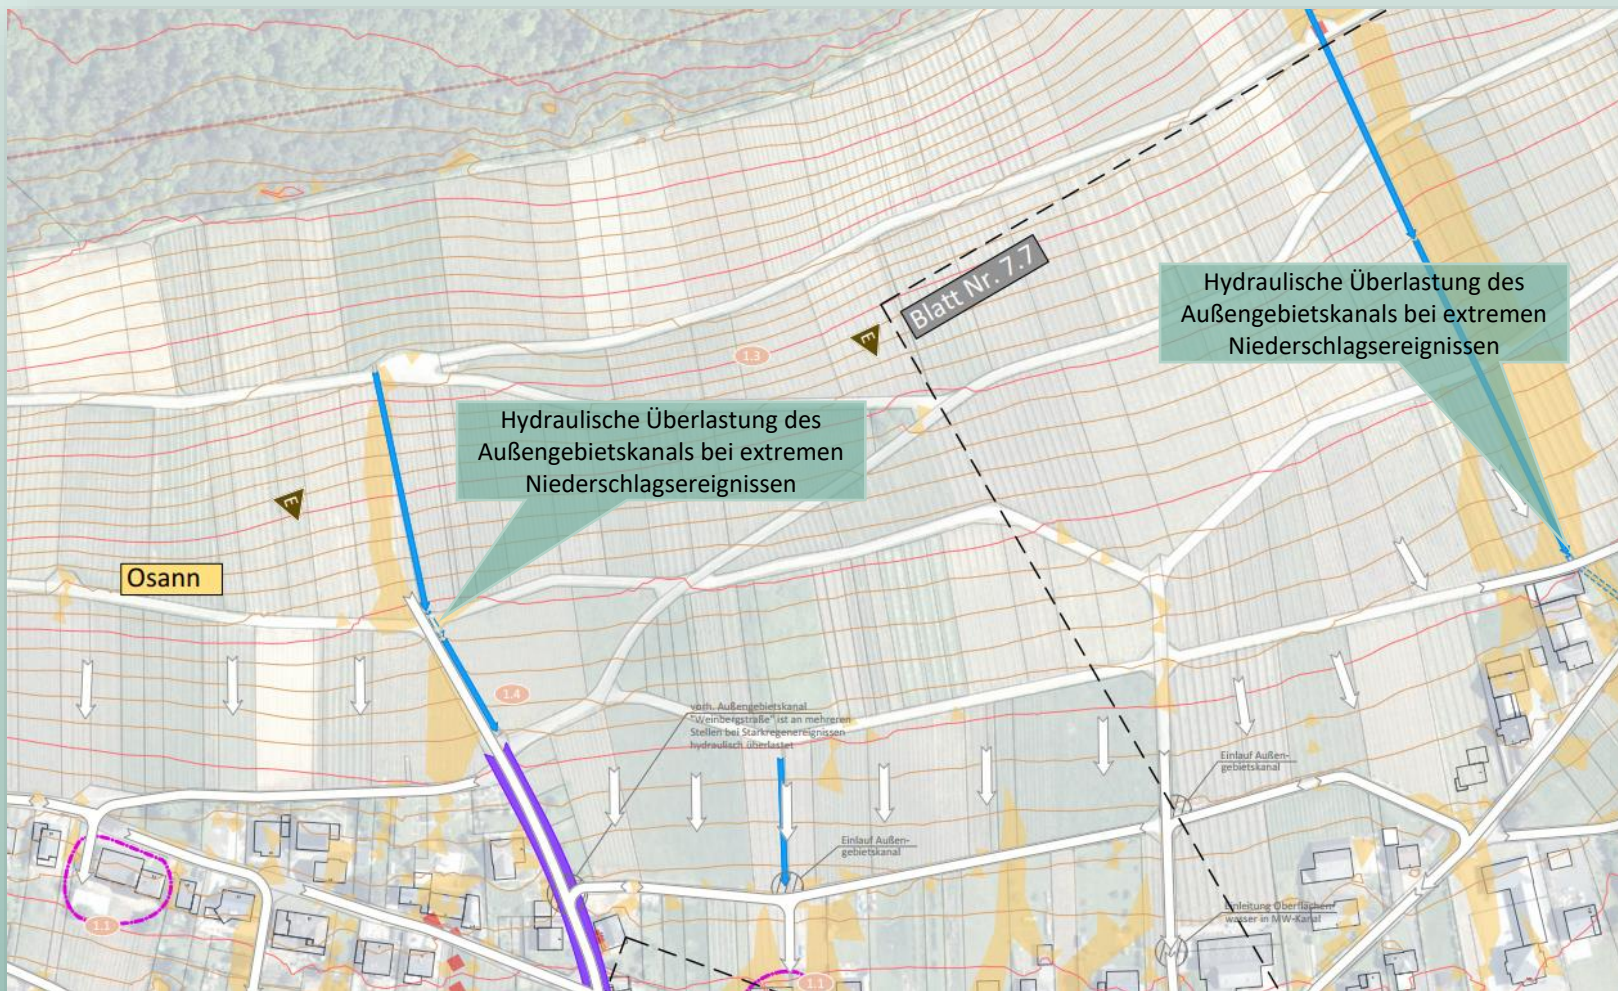 Blatt Nr. 7.7
Hydraulische Überlastung des
Außengebietskanals bei extremen
Niederschlagsereignissen
1.3
E
Hydraulische Überlastung des
Außengebietskanals bei extremen
Niederschlagsereignissen
E
Osann
1.4
vorh. Außengebietskanal
"Weinbergstraße" ist an mehreren
Stellen bei Starkregenereignissen
hydraulisch überlastet
Einlauf Außen-
gebietskanal
Einlauf Außen-
gebietskanal
Einleitung Oberflächen-
wasser in MW-Kanal
1.1
1.1